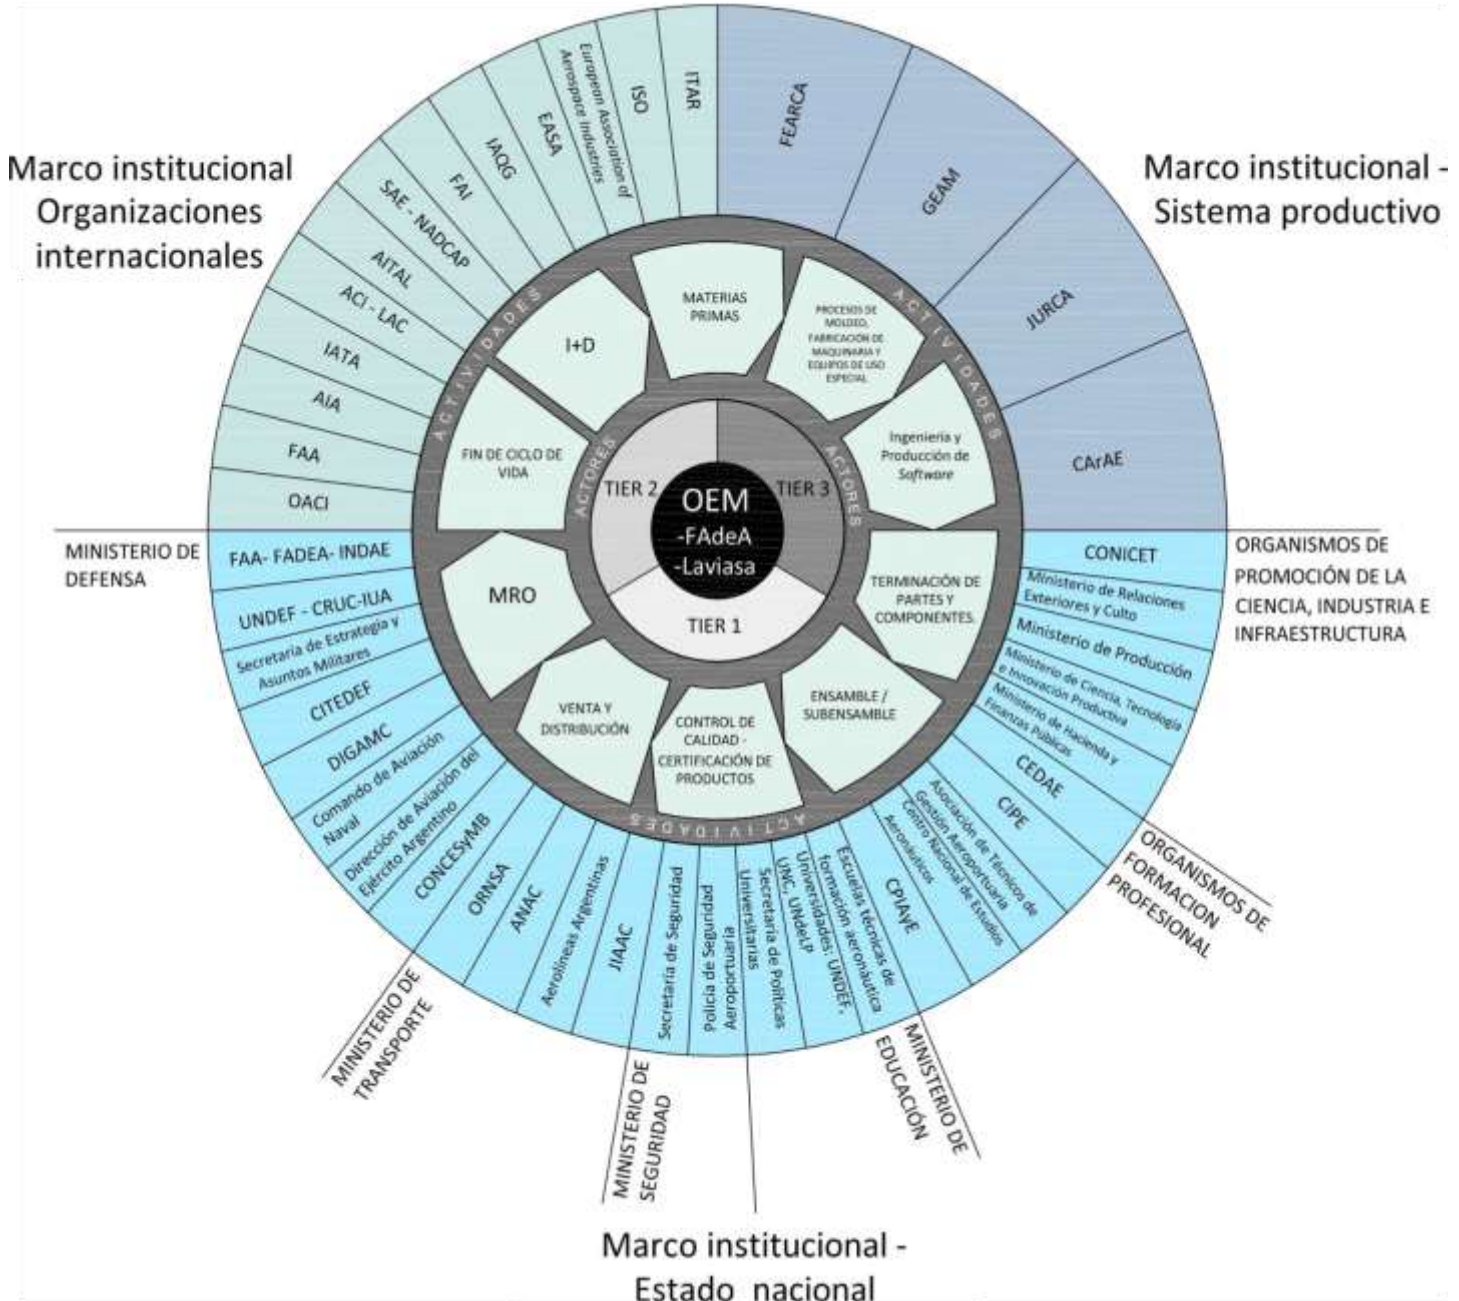 Marco institucional
Organizaciones
internacionales
Marco institucional -
Sistema productivo
ITAR
ISO
European Association of
Aerospace Industries
EASA
IAQG
FAI
SAE - NADCAP
AITAL
ACI - LAC
IATA
AIA
FAA
OACI
FEARCA
GEAM
JURCA
CArAE
ACTIVIDADES
ACTIVIDADES
ACTIVIDADES
ACTORES
ACTORES
MATERIAS
PRIMAS
PROCESOS DE
MOLDEO,
FABRICACIÓN DE
MAQUINARIA Y
EQUIPOS DE USO
ESPECIAL
Ingeniería y
Producción de
Software
TERMINACIÓN DE
PARTES Y
COMPONENTES.
ENSAMBLE /
SUBENSAMBLE
CONTROL DE
CALIDAD -
CERTIFICACIÓN DE
PRODUCTOS
VENTA Y
DISTRIBUCIÓN
MRO
FIN DE CICLO DE
VIDA
I+D
TIER 2
TIER 3
TIER 1
OEM
-FAdeA
-Laviasa
MINISTERIO DE
DEFENSA
FAA- FADEA- INDAE
UNDEF - CRUC-IUA
Secretaría de Estrategia y
Asuntos Militares
CITEDEF
DIGAMC
Comando de Aviación
Naval
Dirección de Aviación del
Ejército Argentino
CONCESyMB
MINISTERIO DE
TRANSPORTE
ORNSA
ANAC
Aerolíneas Argentinas
JIAAC
MINISTERIO DE
SEGURIDAD
Secretaría de Seguridad
Policía de Seguridad
Aeroportuaria
MINISTERIO DE
EDUCACIÓN
Secretaría de Políticas
Universitarias
Universidades: UNDEF,
UNC, UNdeLP
Escuelas técnicas de
formación aeronáutica
ORGANISMOS DE
FORMACION
PROFESIONAL
CPIAyE
Centro Nacional de Estudios
Aeronáuticos
Asociación de Técnicos de
Gestión Aeroportuaria
CIPE
CEDAE
ORGANISMOS DE
PROMOCIÓN DE LA
CIENCIA, INDUSTRIA E
INFRAESTRUCTURA
CONICET
Ministerio de Relaciones
Exteriores y Culto
Ministerio de Producción
Ministerio de Ciencia, Tecnología
e Innovación Productiva
Ministerio de Hacienda y
Finanzas Públicas
Marco institucional -
Estado nacional